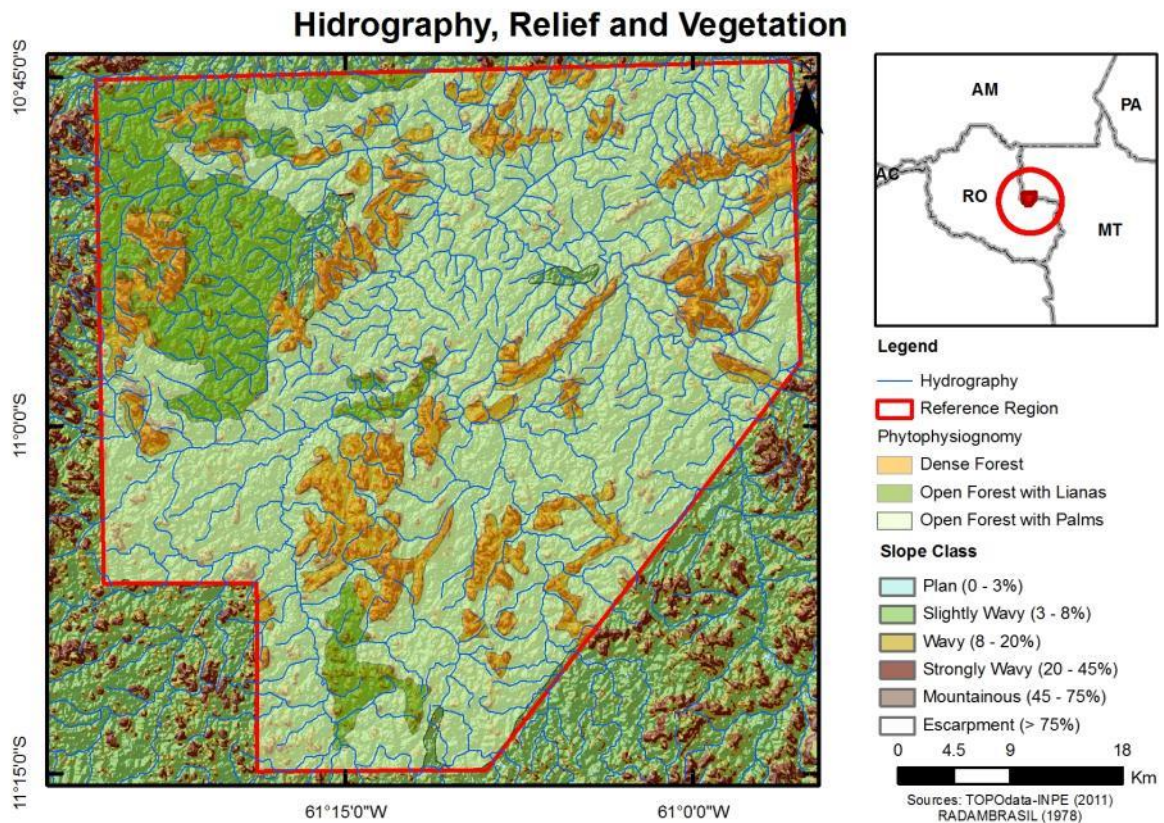 Hidrography, Relief and Vegetation
10°45'0"S
11°0'0"S
11°15'0"S
61°15'0"W
61°0'0"W
AM
PA
AC
RO
MT
Legend
Hydrography
Reference Region
Phytophysiognomy
Dense Forest
Open Forest with Lianas
Open Forest with Palms
Slope Class
Plan (0 - 3%)
Slightly Wavy (3 - 8%)
Wavy (8 - 20%)
Strongly Wavy (20 - 45%)
Mountainous (45 - 75%)
Escarpment (> 75%)
0 4.5 9 18
Km
Sources: TOPOdata-INPE (2011)
RADAMBRASIL (1978)